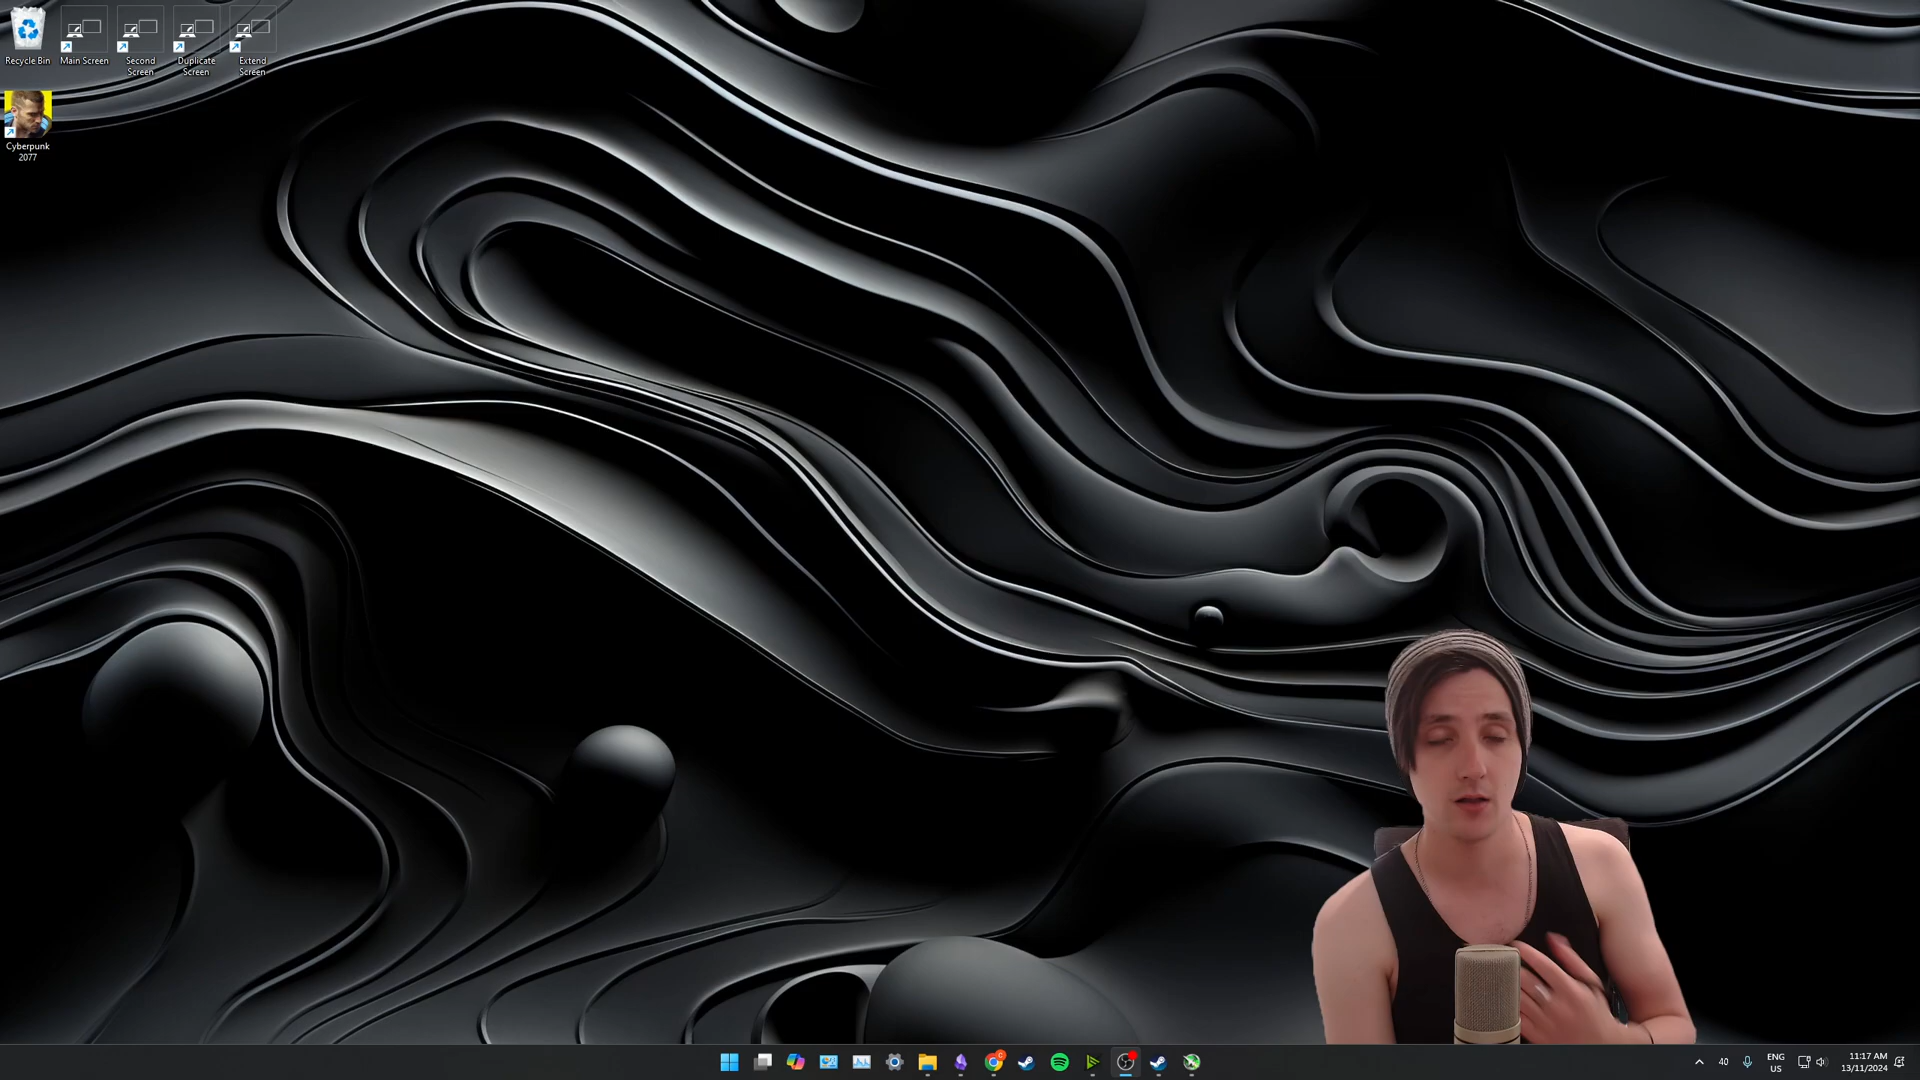 Recycle Bin
Main Screen
Second
Screen
Duplicate
Screen
Extend
Screen
Cyberpunk
2077
40
ENG
US
11:17 AM
13/11/2024